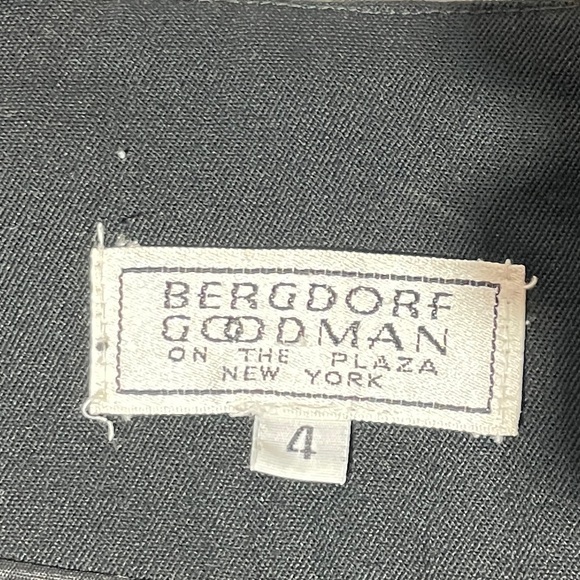 BERGDORF
GOODMAN
ON THE PLAZA
NEW YORK
4